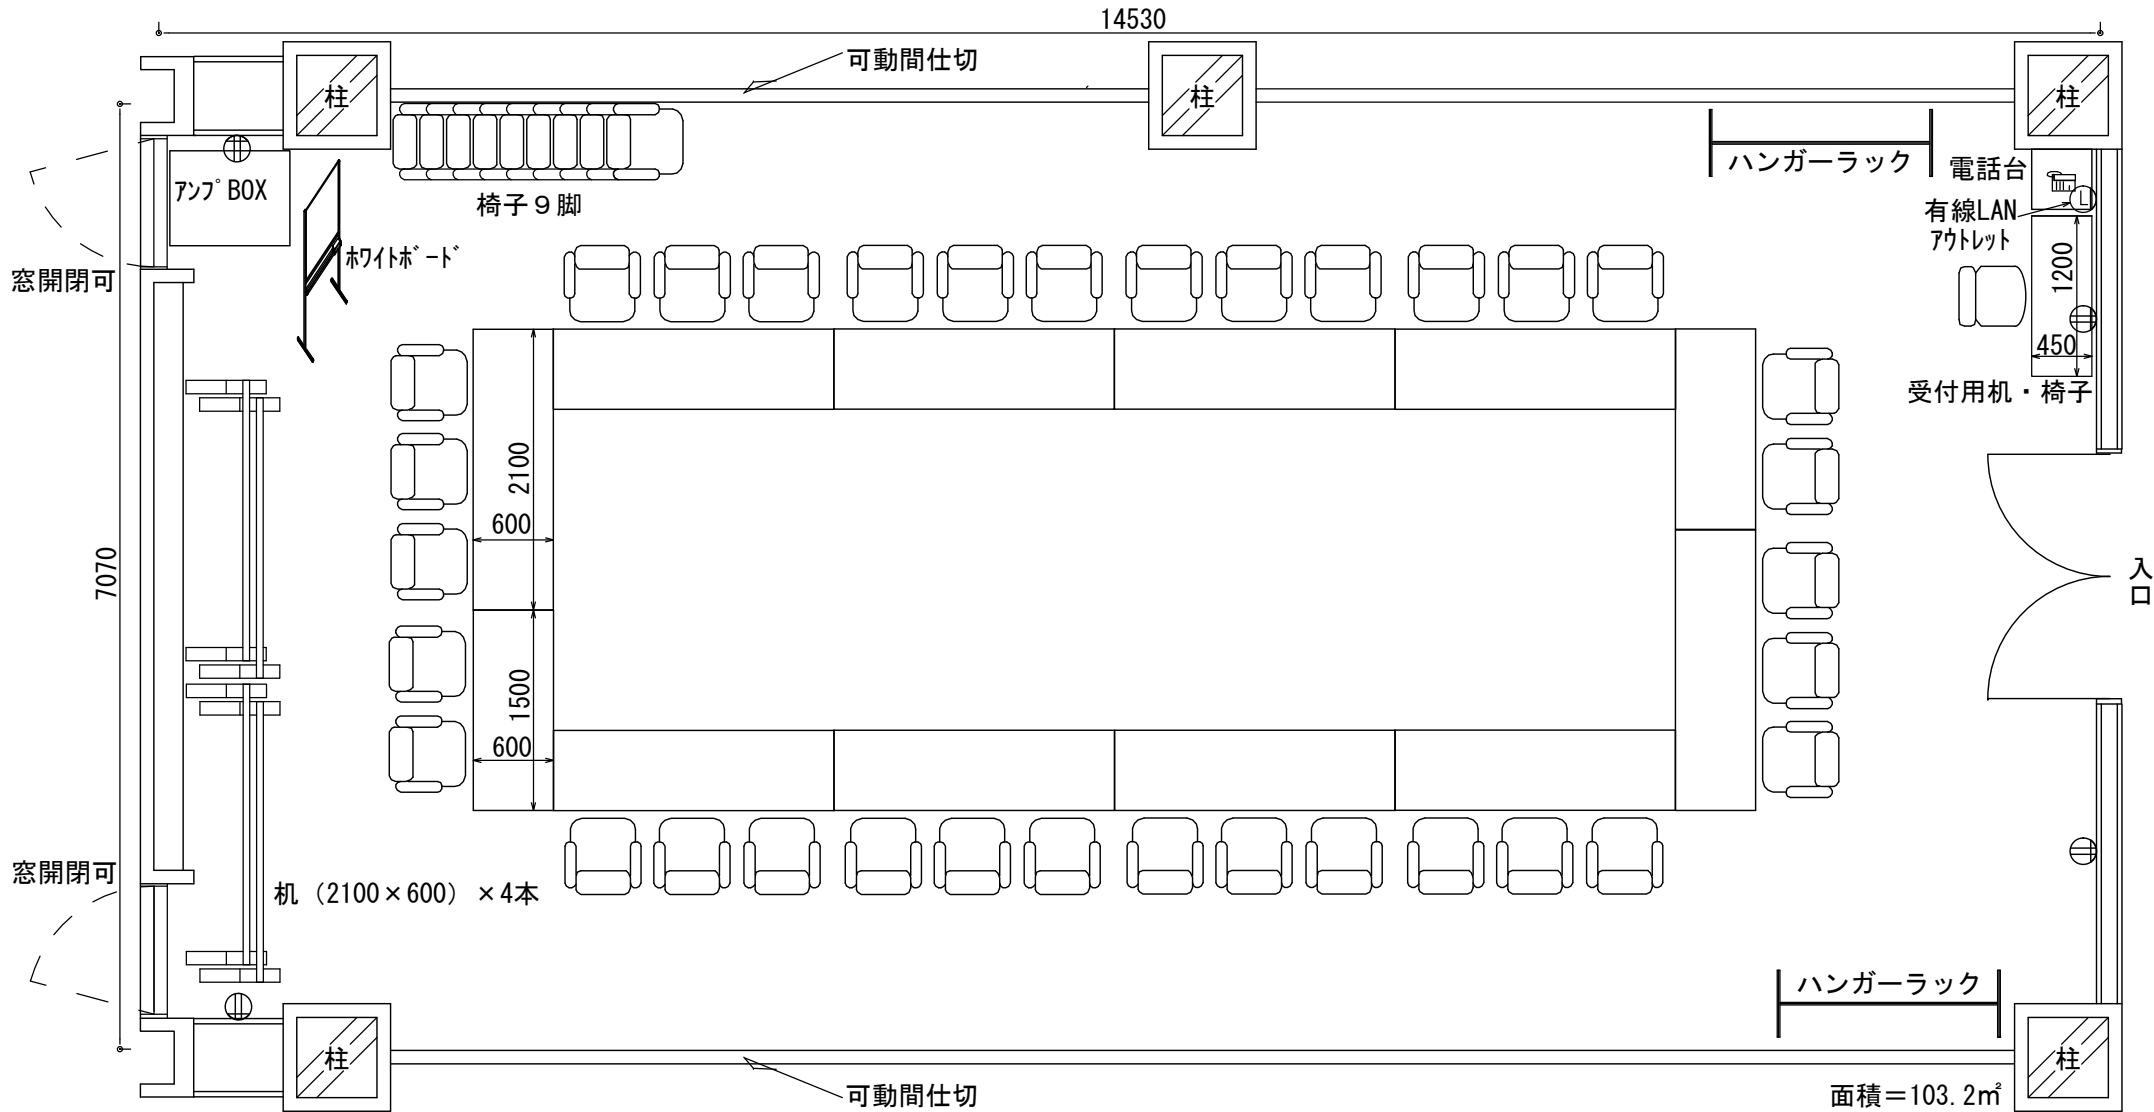 14530
可動間仕切
柱
柱
柱
ハンガーラック
電話台
アンプBOX
椅子９脚
有線LAN
アウトレット
L
ホワイトボード
窓開閉可
1200
450
受付用机・椅子
2100
600
7070
入口
1500
600
窓開閉可
机（2100×600）×4本
ハンガーラック
柱
柱
可動間仕切
面積＝103.2㎡